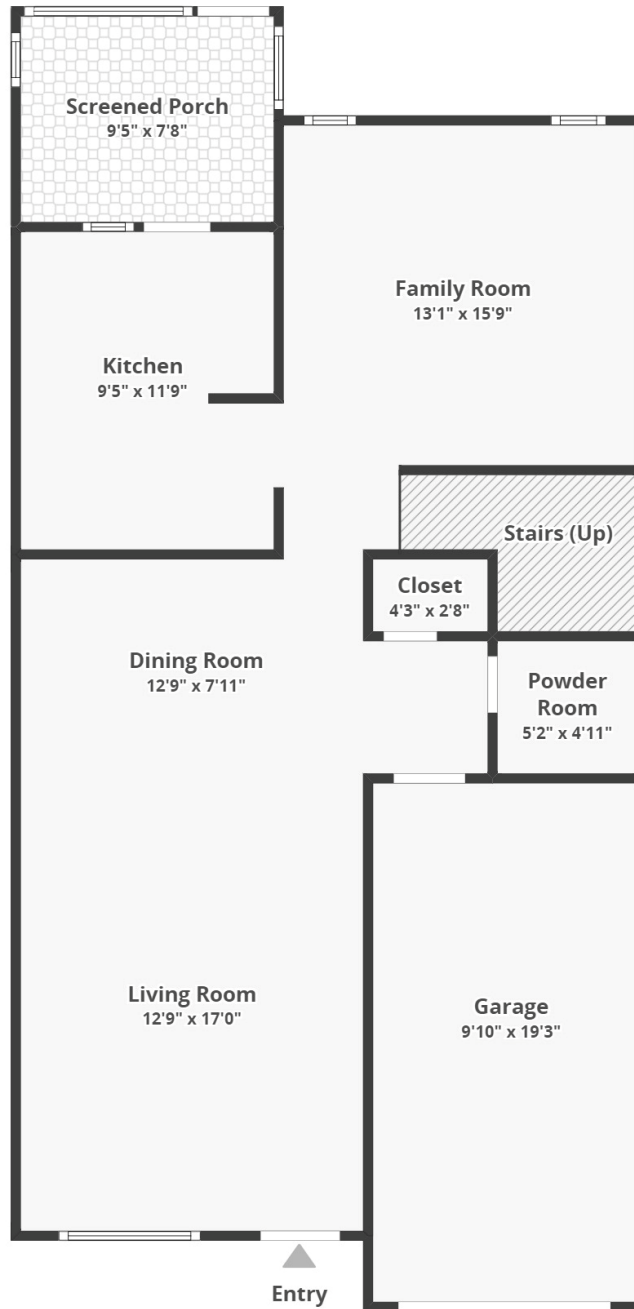 Screened Porch
9'5" x 7'8"
Family Room
13'1" x 15'9"
Kitchen
9'5" x 11'9"
Stairs (Up)
Closet
4'3" x 2'8"
Dining Room
12'9" x 7'11"
Powder
Room
5'2" x 4'11"
Living Room
12'9" x 17'0"
Garage
9'10" x 19'3"
Entry